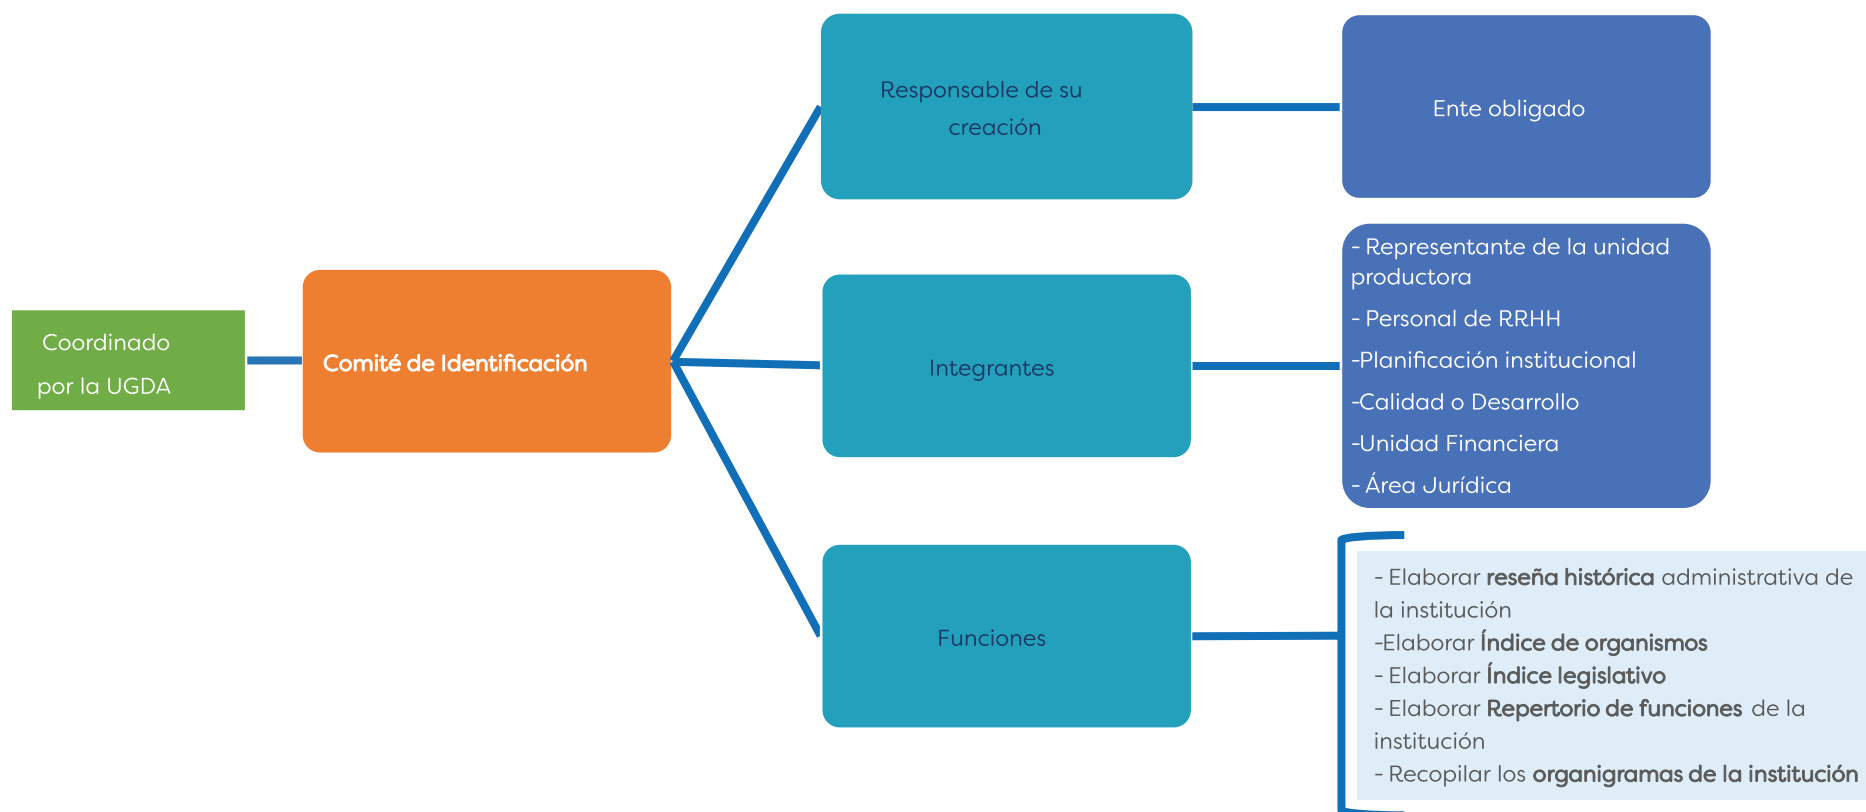 Coordinado
por la UGDA
Comité de Identificación
Responsable de su
creación
Ente obligado
Integrantes
- Representante de la unidad
productora
- Personal de RRHH
-Planificación institucional
-Calidad o Desarrollo
-Unidad Financiera
- Área Jurídica
Funciones
- Elaborar reseña histórica administrativa de
la institución
-Elaborar Índice de organismos
- Elaborar Índice legislativo
- Elaborar Repertorio de funciones de la
institución
- Recopilar los organigramas de la institución